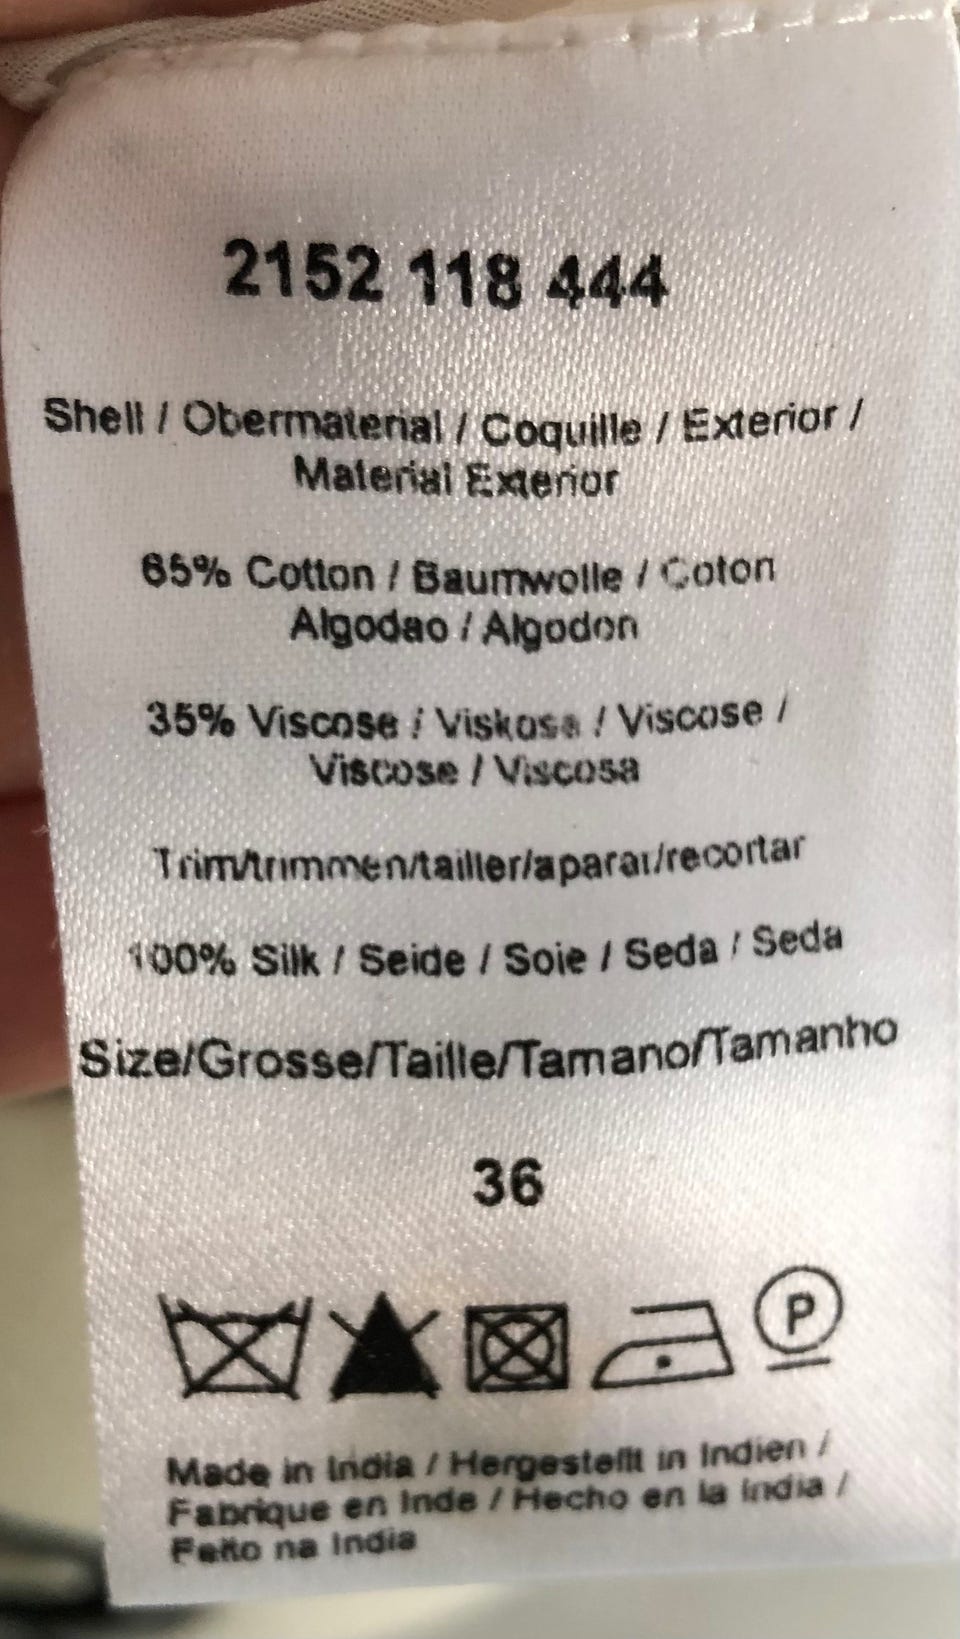 2152 118 444
Shell / Obermaterial / Coquille / Exterior /
Material Exterior
65% Cotton / Baumwolle / Coton
Algodao / Algodon
35% Viscose / Viskose / Viscose /
Viscose / Viscosa
Trim/trimmen/tailler/aparar/recortar
100% Silk / Seide / Soie / Seda / Seda
Size/Grosse/Taille/Tamano/Tamanho
36
P
Made in India / Hergestellt in Indien /
Fabrique en Inde / Hecho en la India /
Feito na India